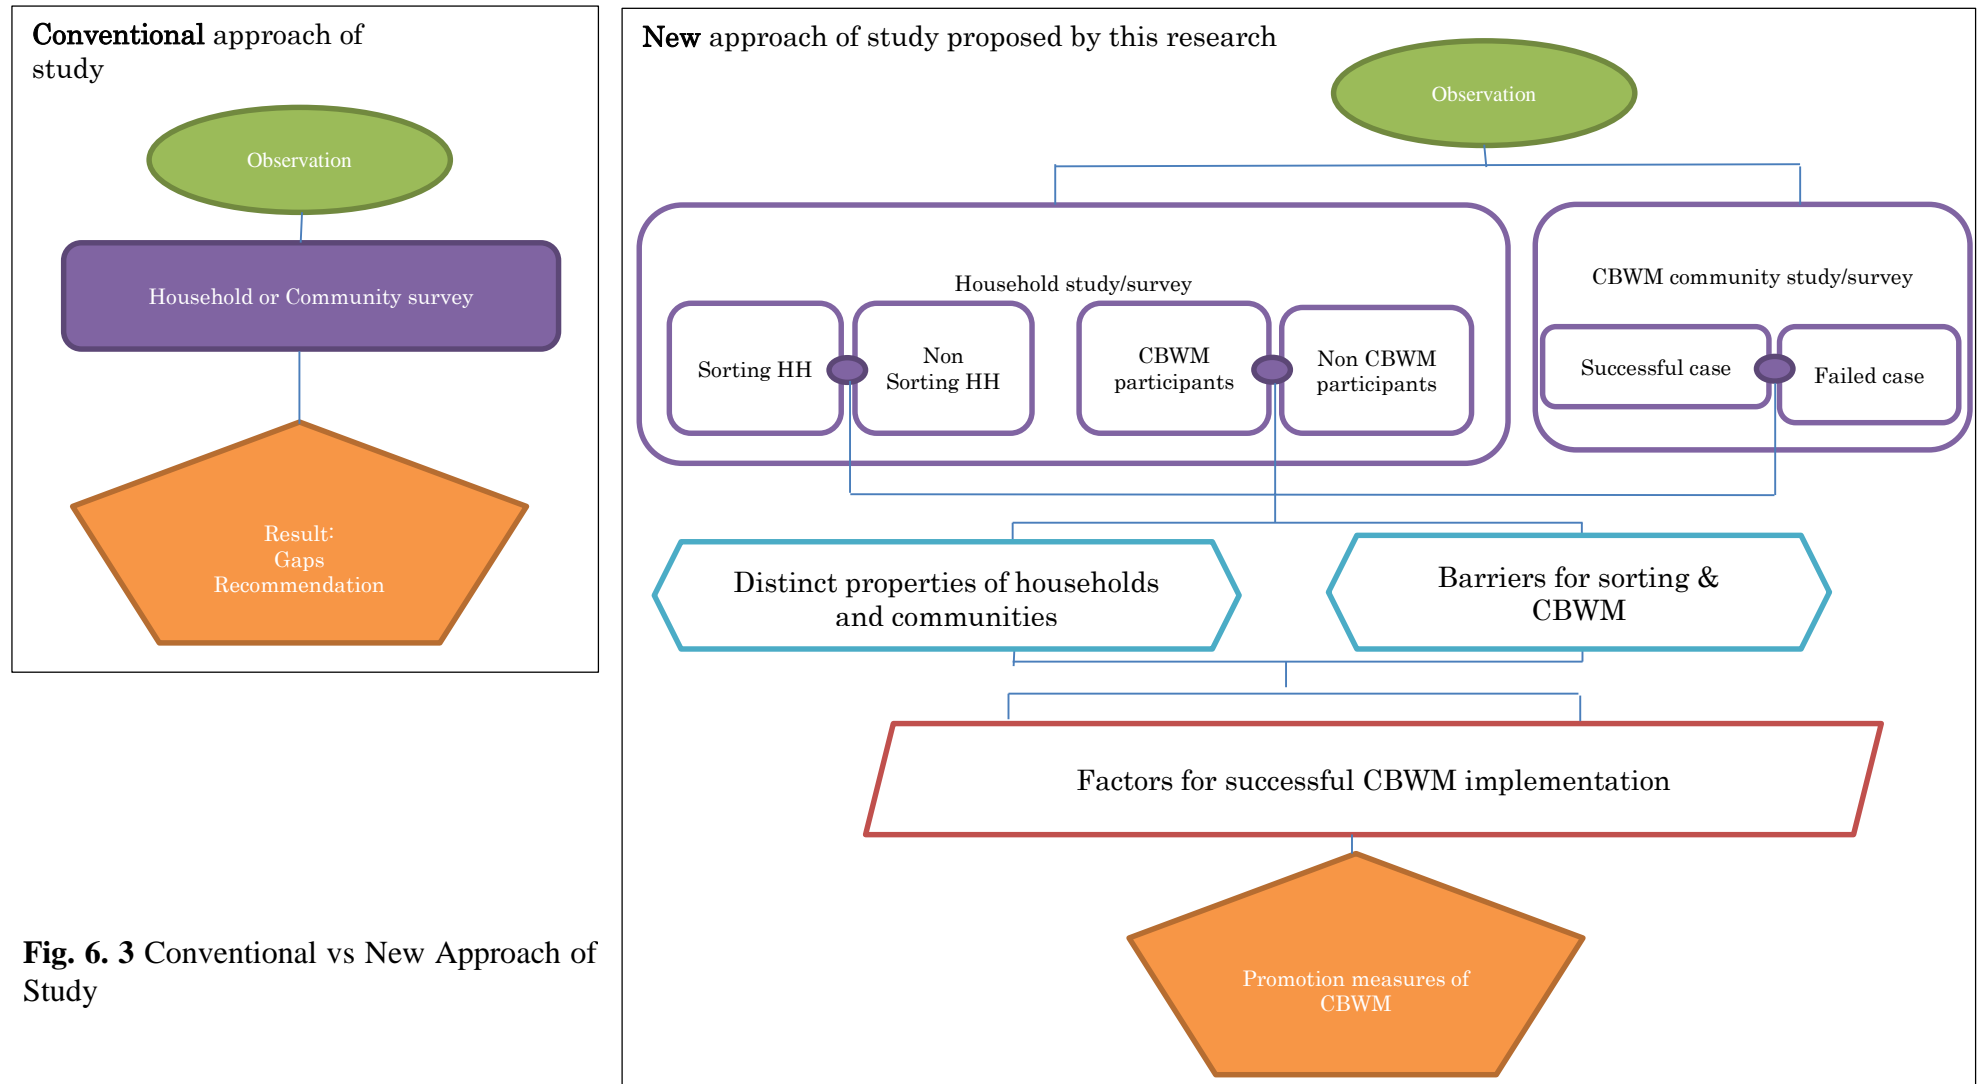 Conventional approach of
study
Observation
Household or Community survey
Result:
Gaps
Recommendation
Fig. 6. 3 Conventional vs New Approach of
Study
New approach of study proposed by this research
Observation
Household study/survey
Sorting HH
Non
Sorting HH
CBWM
participants
Non CBWM
participants
CBWM community study/survey
Successful case
Failed case
Distinct properties of households
and communities
Barriers for sorting &
CBWM
Factors for successful CBWM implementation
Promotion measures of
CBWM